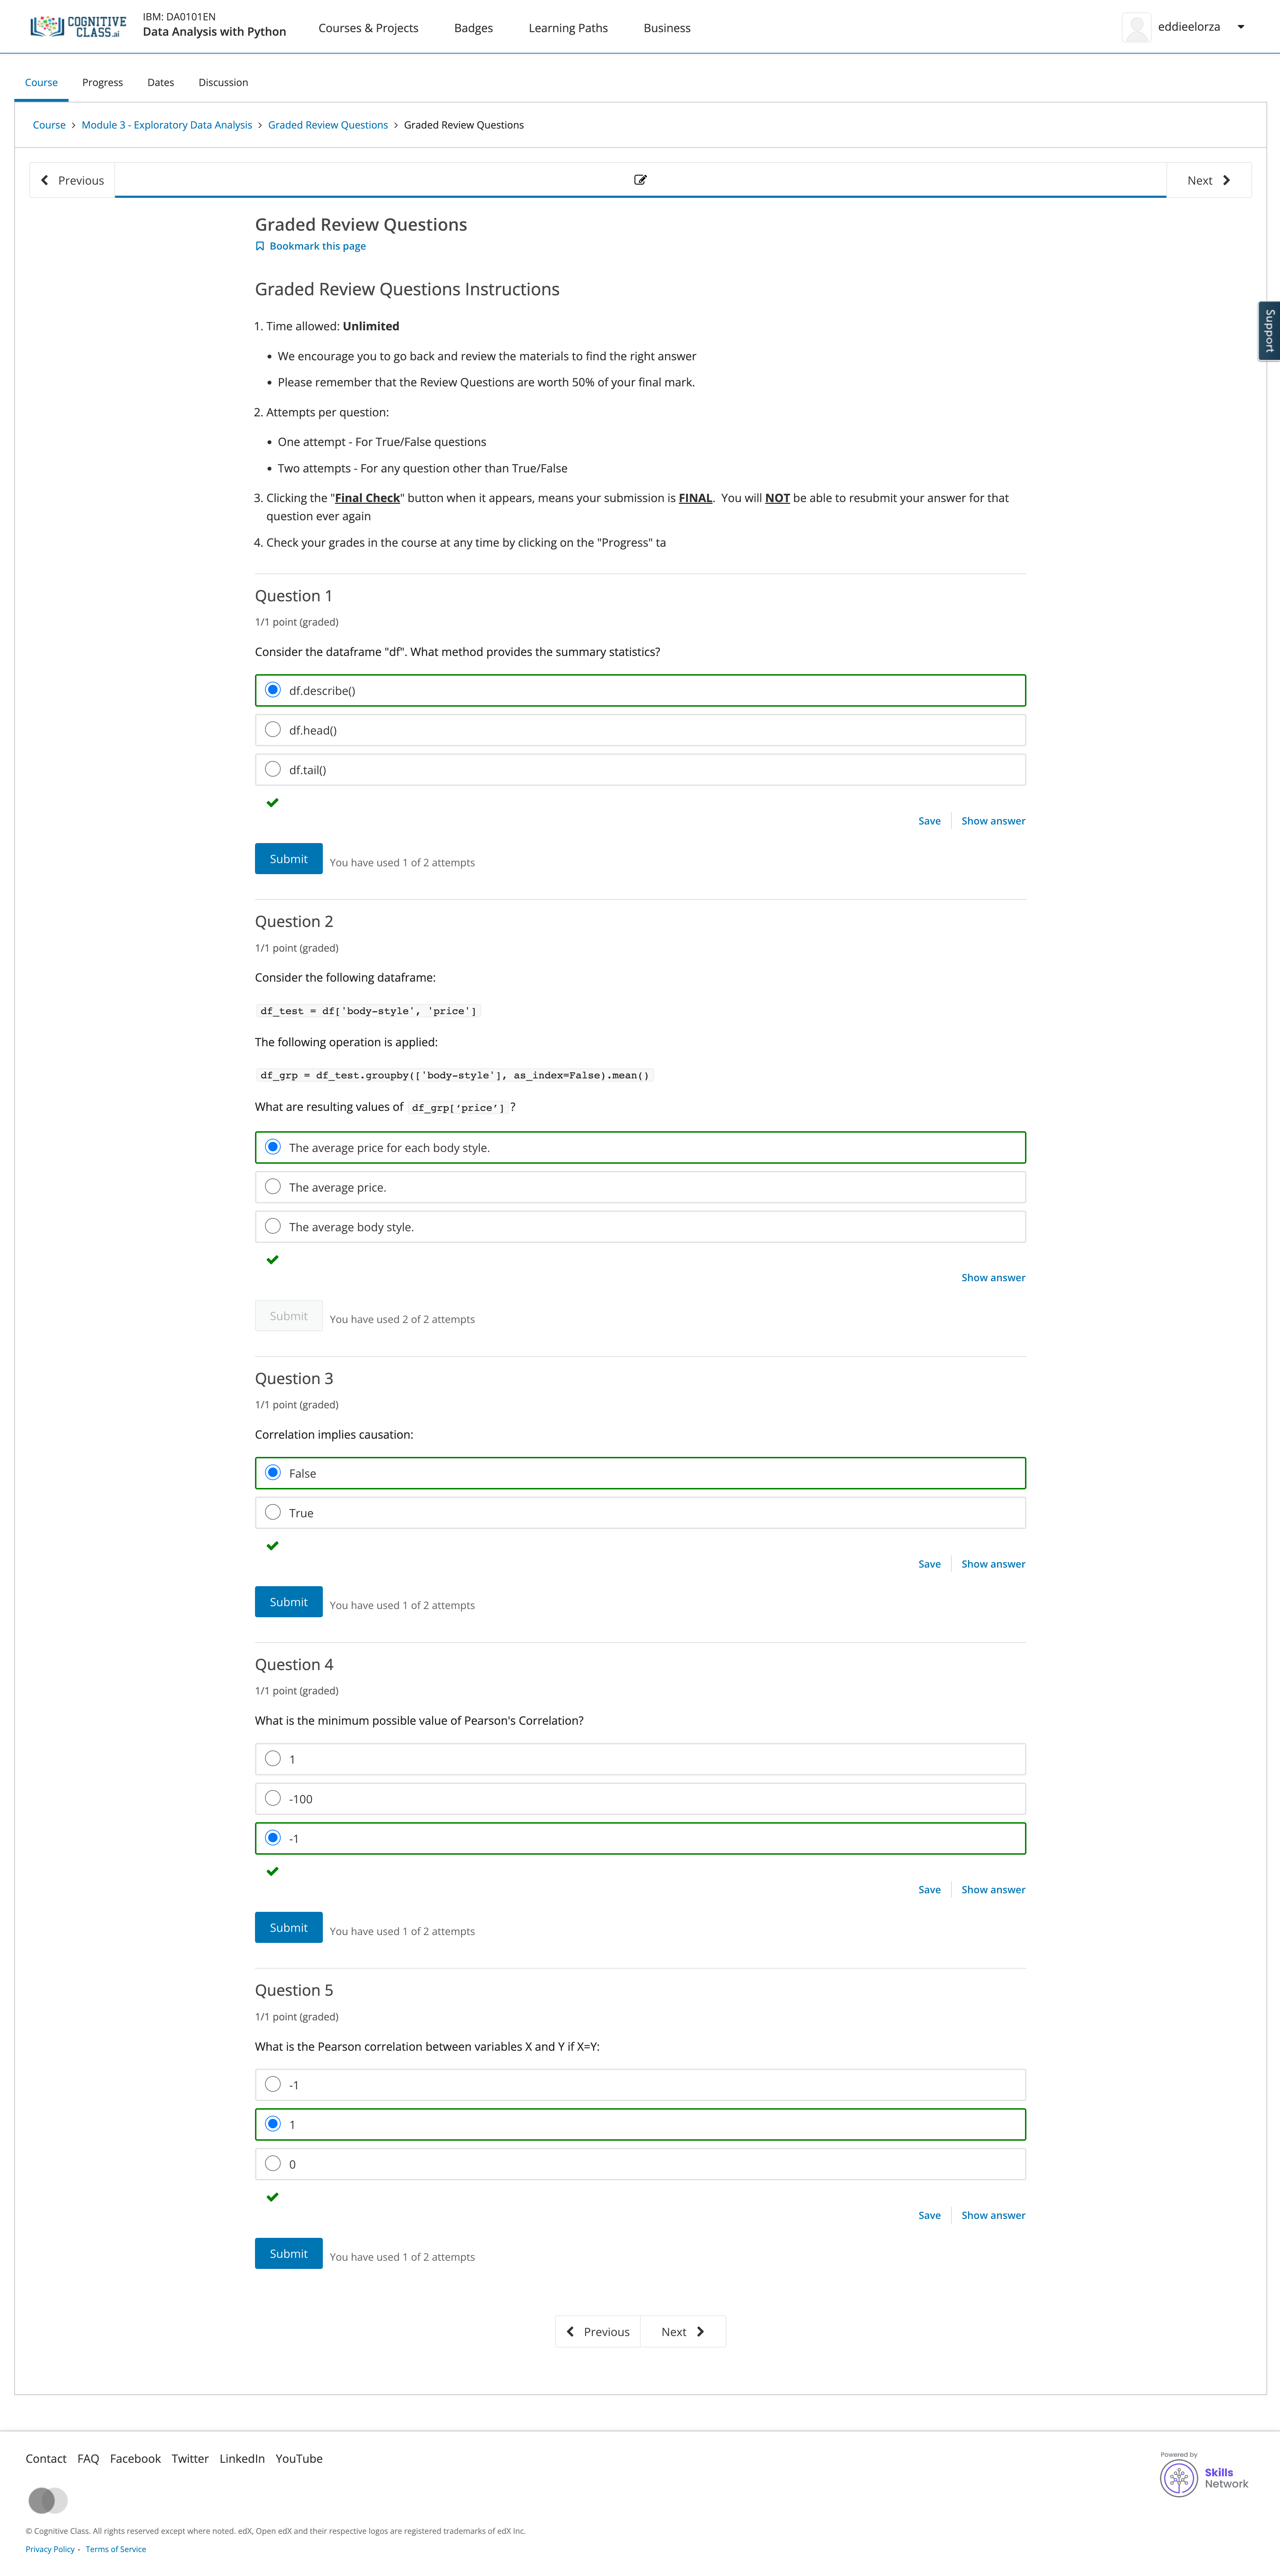 COGNITIVE
CLASS.ai
IBM: DA0101EN
Data Analysis with Python
Courses & Projects
Badges
Learning Paths
Business
eddieelorza
Course
Progress
Dates
Discussion
Course > Module 3 - Exploratory Data Analysis > Graded Review Questions > Graded Review Questions
Previous
Next
Support
Graded Review Questions
Bookmark this page
Graded Review Questions Instructions
1. Time allowed: Unlimited
• We encourage you to go back and review the materials to find the right answer
• Please remember that the Review Questions are worth 50% of your final mark.
2. Attempts per question:
• One attempt - For True/False questions
• Two attempts - For any question other than True/False
3. Clicking the "Final Check" button when it appears, means your submission is FINAL. You will NOT be able to resubmit your answer for that
question ever again
4. Check your grades in the course at any time by clicking on the "Progress" ta
Question 1
1/1 point (graded)
Consider the dataframe "df". What method provides the summary statistics?
df.describe()
df.head()
df.tail()
Save
Show answer
Submit
You have used 1 of 2 attempts
Question 2
1/1 point (graded)
Consider the following dataframe:
df_test = df['body-style', 'price']
The following operation is applied:
df_grp = df_test.groupby(['body-style'], as_index=False).mean()
What are resulting values of df_grp[‘price’] ?
The average price for each body style.
The average price.
The average body style.
Show answer
Submit
You have used 2 of 2 attempts
Question 3
1/1 point (graded)
Correlation implies causation:
False
True
Save
Show answer
Submit
You have used 1 of 2 attempts
Question 4
1/1 point (graded)
What is the minimum possible value of Pearson's Correlation?
1
-100
-1
Save
Show answer
Submit
You have used 1 of 2 attempts
Question 5
1/1 point (graded)
What is the Pearson correlation between variables X and Y if X=Y:
-1
1
0
Save
Show answer
Submit
You have used 1 of 2 attempts
Previous
Next
Contact
FAQ
Facebook
Twitter
LinkedIn
YouTube
Powered by
Skills
Network
© Cognitive Class. All rights reserved except where noted. edX, Open edX and their respective logos are registered trademarks of edX Inc.
Privacy Policy - Terms of Service